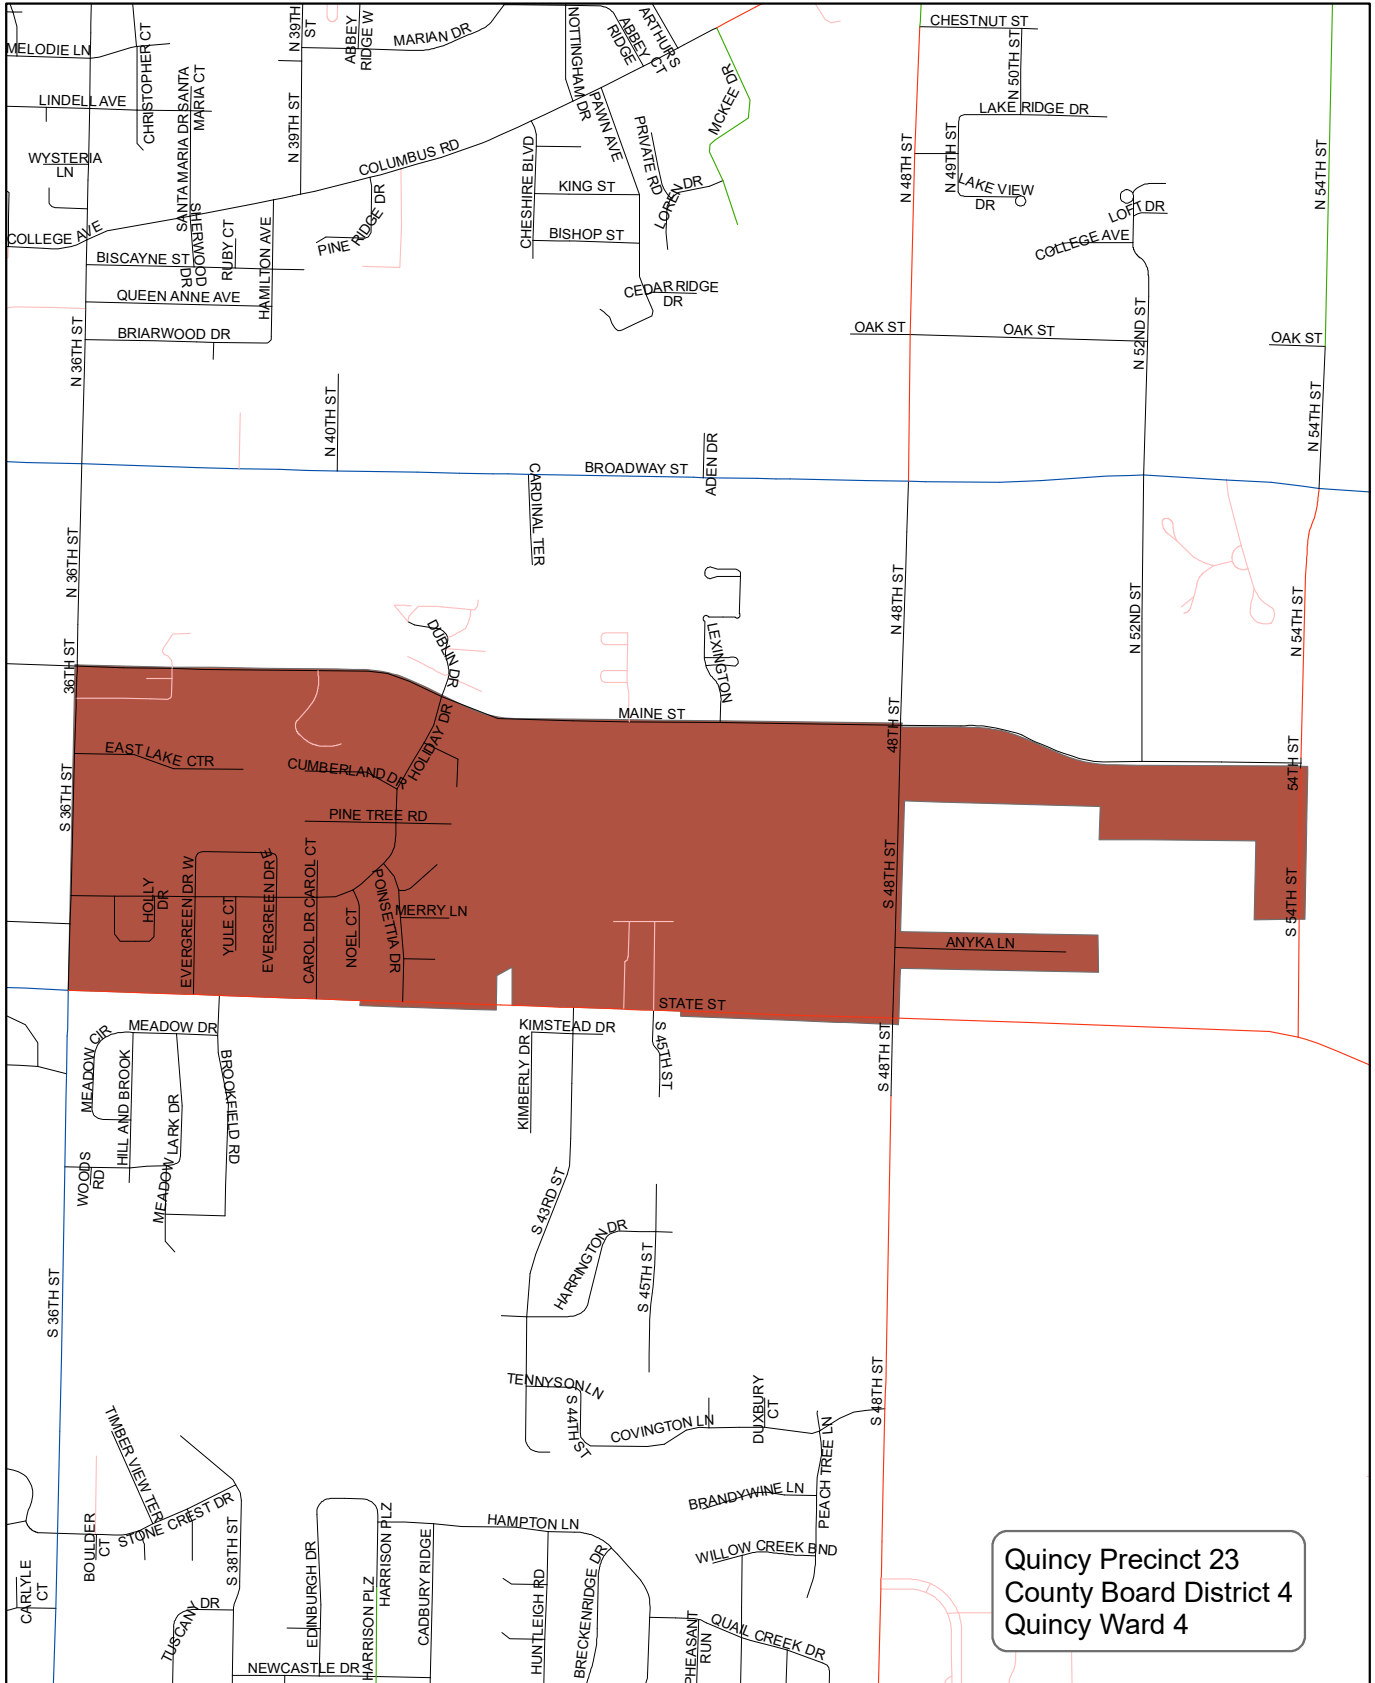 N 39TH
ST
ABBEY
RIDGE W
MARIAN DR
NOTTINGHAM DR
ABBEY CT
RIDGE
ARTHURS
CHESTNUT ST
MELODIE LN
CHRISTOPHER CT
N 50TH ST
LINDELL AVE
SANTA MARIA DR
SANTA
MARIA CT
N 39TH ST
PAWN AVE
PRIVATE RD
MCKEE DR
LAKE RIDGE DR
WYSTERIA
LN
COLUMBUS RD
CHESHIRE BLVD
N 48TH ST
N 49TH ST
N 54TH ST
KING ST
LOREN DR
LAKE VIEW
DR
LOFT DR
COLLEGE AVE
SHERWOOD
DR
RUBY CT
HAMILTON AVE
PINE RIDGE DR
BISHOP ST
COLLEGE AVE
BISCAYNE ST
QUEEN ANNE AVE
CEDAR RIDGE
DR
BRIARWOOD DR
N 36TH ST
OAK ST
OAK ST
N 52ND ST
OAK ST
N 40TH ST
N 54TH ST
BROADWAY ST
ADEN DR
CARDINAL TER
N 36TH ST
N 48TH ST
N 52ND ST
N 54TH ST
DUBLIN DR
LEXINGTON
36TH ST
MAINE ST
48TH ST
54TH ST
EAST LAKE CTR
CUMBERLAND DR
HOLIDAY DR
S 36TH ST
PINE TREE RD
HOLLY
DR
EVERGREEN DR W
YULE CT
EVERGREEN DR E
CAROL DR
CAROL CT
NOEL CT
POINSETTIA DR
MERRY LN
S 48TH ST
S 54TH ST
ANYKA LN
STATE ST
MEADOW DR
MEADOW CIR
HILL AND BROOK
MEADOW LARK DR
BROOKFIELD RD
KIMSTEAD DR
KIMBERLY DR
S 45TH ST
S 48TH ST
WOODS
RD
S 43RD ST
HARRINGTON DR
S 45TH ST
S 36TH ST
TENNYSON LN
S 44TH ST
COVINGTON LN
DUXBURY
CT
S 48TH ST
TIMBER VIEW TER
STONE CREST DR
BRANDYWINE LN
PEACH TREE LN
BOULDER
CT
S 38TH ST
HARRISON PLZ
HAMPTON LN
WILLOW CREEK BND
CARLYLE
CT
EDINBURGH DR
HARRISON PLZ
CADBURY RIDGE
HUNTLEIGH RD
BRECKENRIDGE DR
TUSCANY DR
NEWCASTLE DR
PHEASANT
RUN
QUAIL CREEK DR
Quincy Precinct 23
County Board District 4
Quincy Ward 4